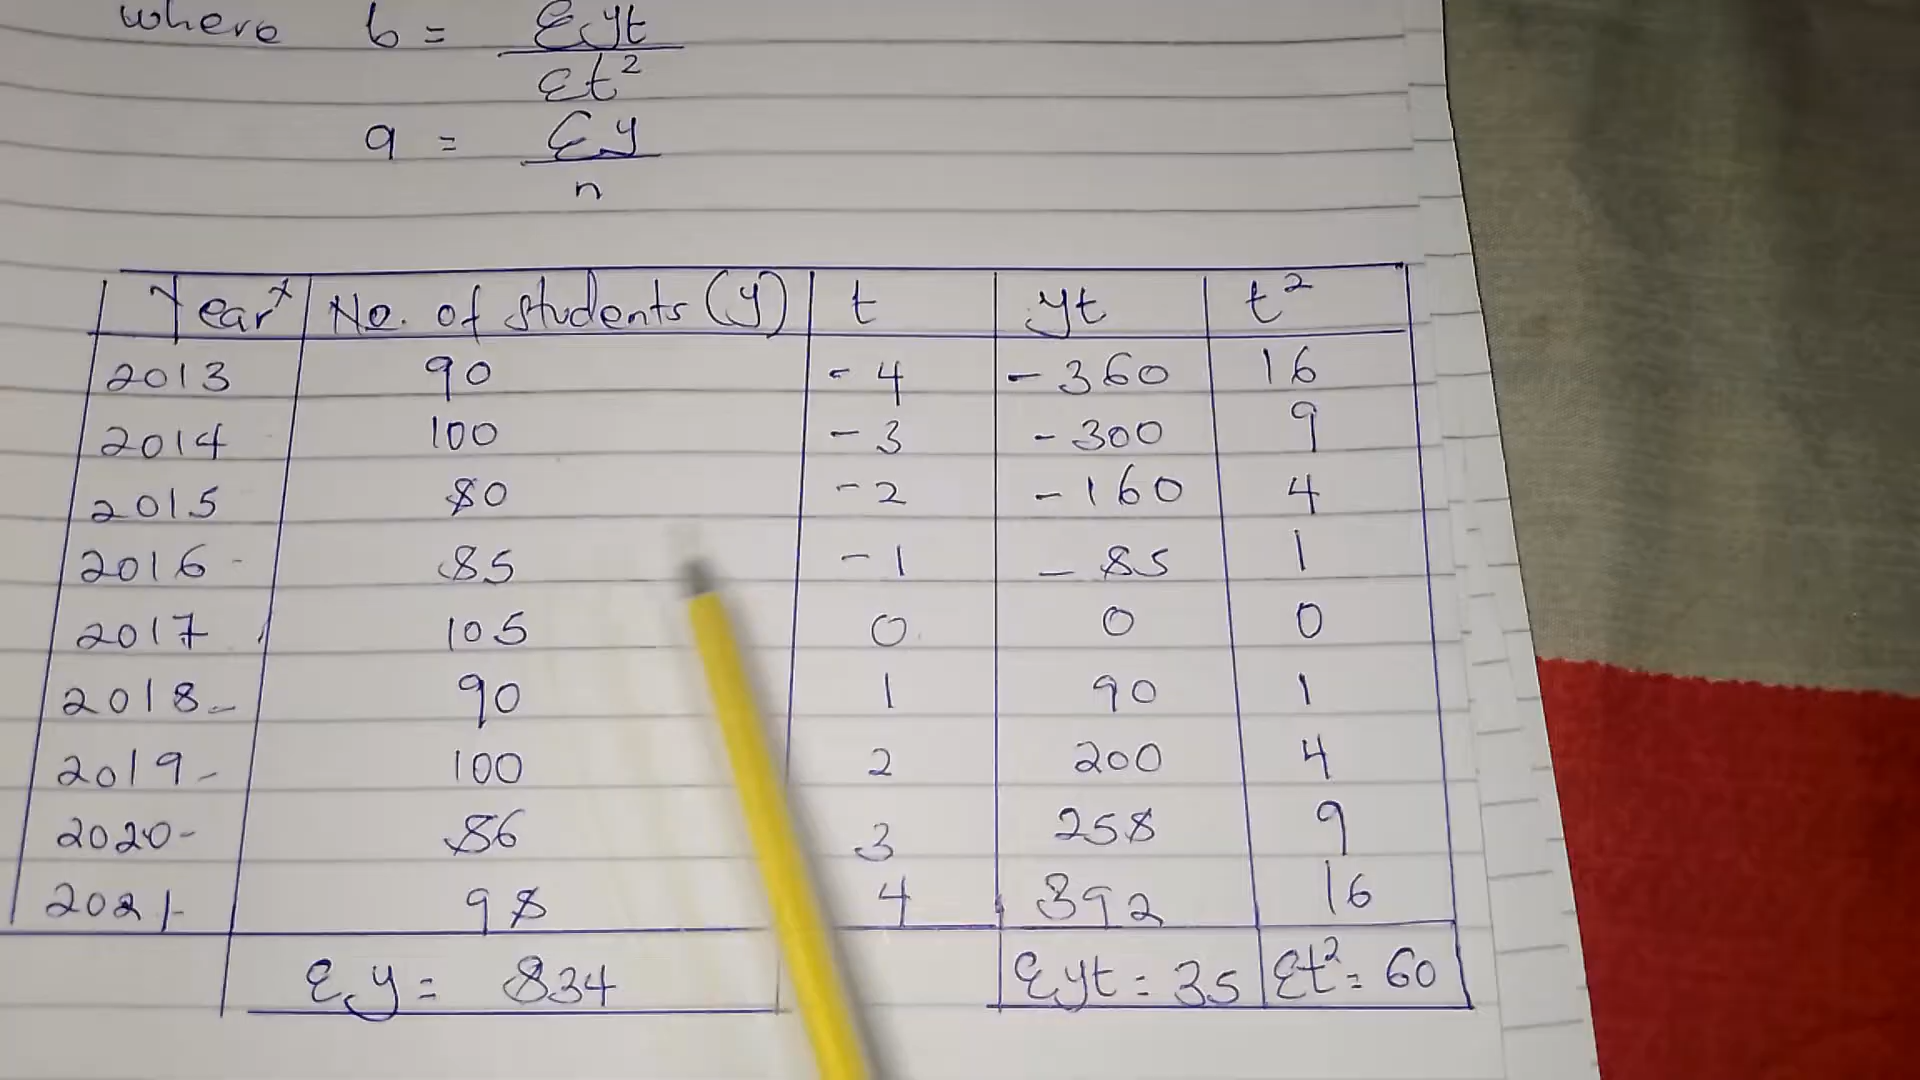 where b = Σyt
Σt²
a = Σy
n
Year x No. of students (y) t yt t²
2013 90 -4 -360 16
2014 100 -3 -300 9
2015 80 -2 -160 4
2016 - 85 -1 -85 1
2017 105 0 0 0
2018 - 90 1 90 1
2019 - 100 2 200 4
2020 - 86 3 258 9
2021 - 98 4 392 16
Σy = 834 Σyt = 35 Σt² = 60